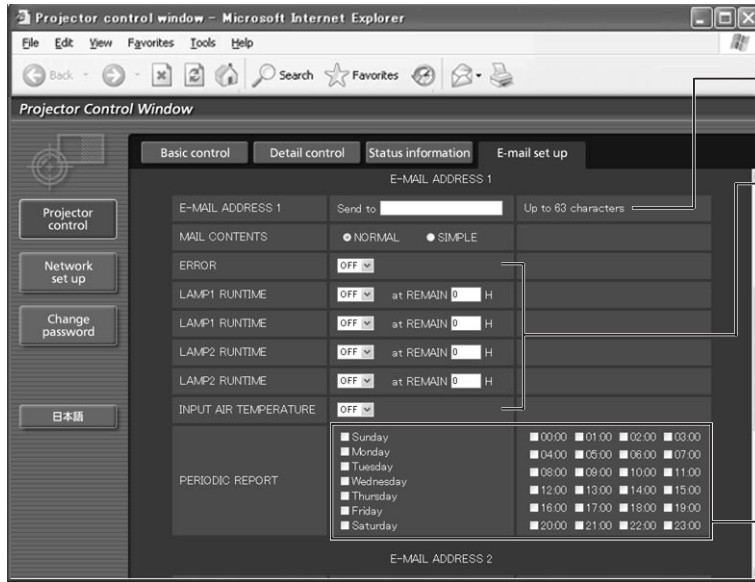 Projector control window - Microsoft Internet Explorer
File Edit View Favorites Tools Help
Back Search Favorites
Projector Control Window
Basic control Detail control Status information E-mail set up
Projector control
Network set up
Change password
日本語
E-MAIL ADDRESS 1
E-MAIL ADDRESS 1 Send to Up to 63 characters
MAIL CONTENTS NORMAL SIMPLE
ERROR OFF
LAMP1 RUNTIME OFF at REMAIN 0 H
LAMP1 RUNTIME OFF at REMAIN 0 H
LAMP2 RUNTIME OFF at REMAIN 0 H
LAMP2 RUNTIME OFF at REMAIN 0 H
INPUT AIR TEMPERATURE OFF
PERIODIC REPORT
Sunday
Monday
Tuesday
Wednesday
Thursday
Friday
Saturday
00:00 01:00 02:00 03:00
04:00 05:00 06:00 07:00
08:00 09:00 10:00 11:00
12:00 13:00 14:00 15:00
16:00 17:00 18:00 19:00
20:00 21:00 22:00 23:00
E-MAIL ADDRESS 2